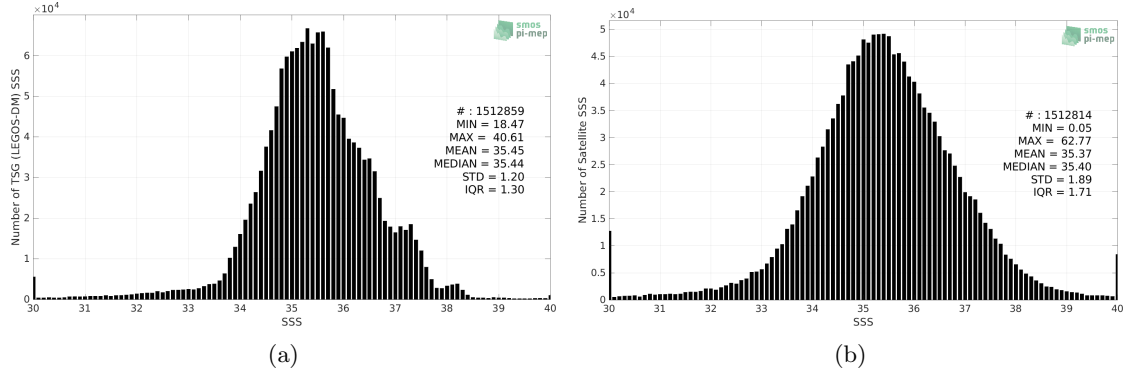 ×10⁴
7
6
5
4
3
2
1
0
Number of TSG (LEGOS-DM) SSS
smos
pi-mep
# : 1512859
MIN = 18.47
MAX = 40.61
MEAN = 35.45
MEDIAN = 35.44
STD = 1.20
IQR = 1.30
30 31 32 33 34 35 36 37 38 39 40
SSS
(a)
×10⁴
5
4.5
4
3.5
3
2.5
2
1.5
1
0.5
0
Number of Satellite SSS
smos
pi-mep
# : 1512814
MIN = 0.05
MAX = 62.77
MEAN = 35.37
MEDIAN = 35.40
STD = 1.89
IQR = 1.71
30 31 32 33 34 35 36 37 38 39 40
SSS
(b)